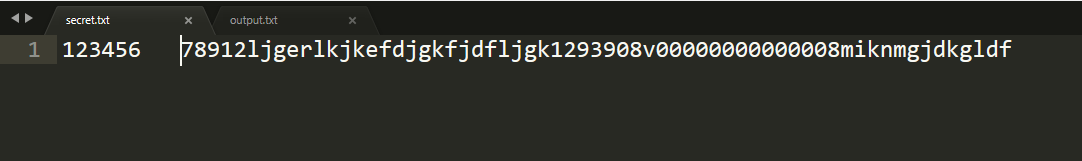 secret.txt × output.txt ×
1 123456 78912ljgerlkjkefdjgkfjdfljgk1293908v00000000000008miknmgjdkgldf